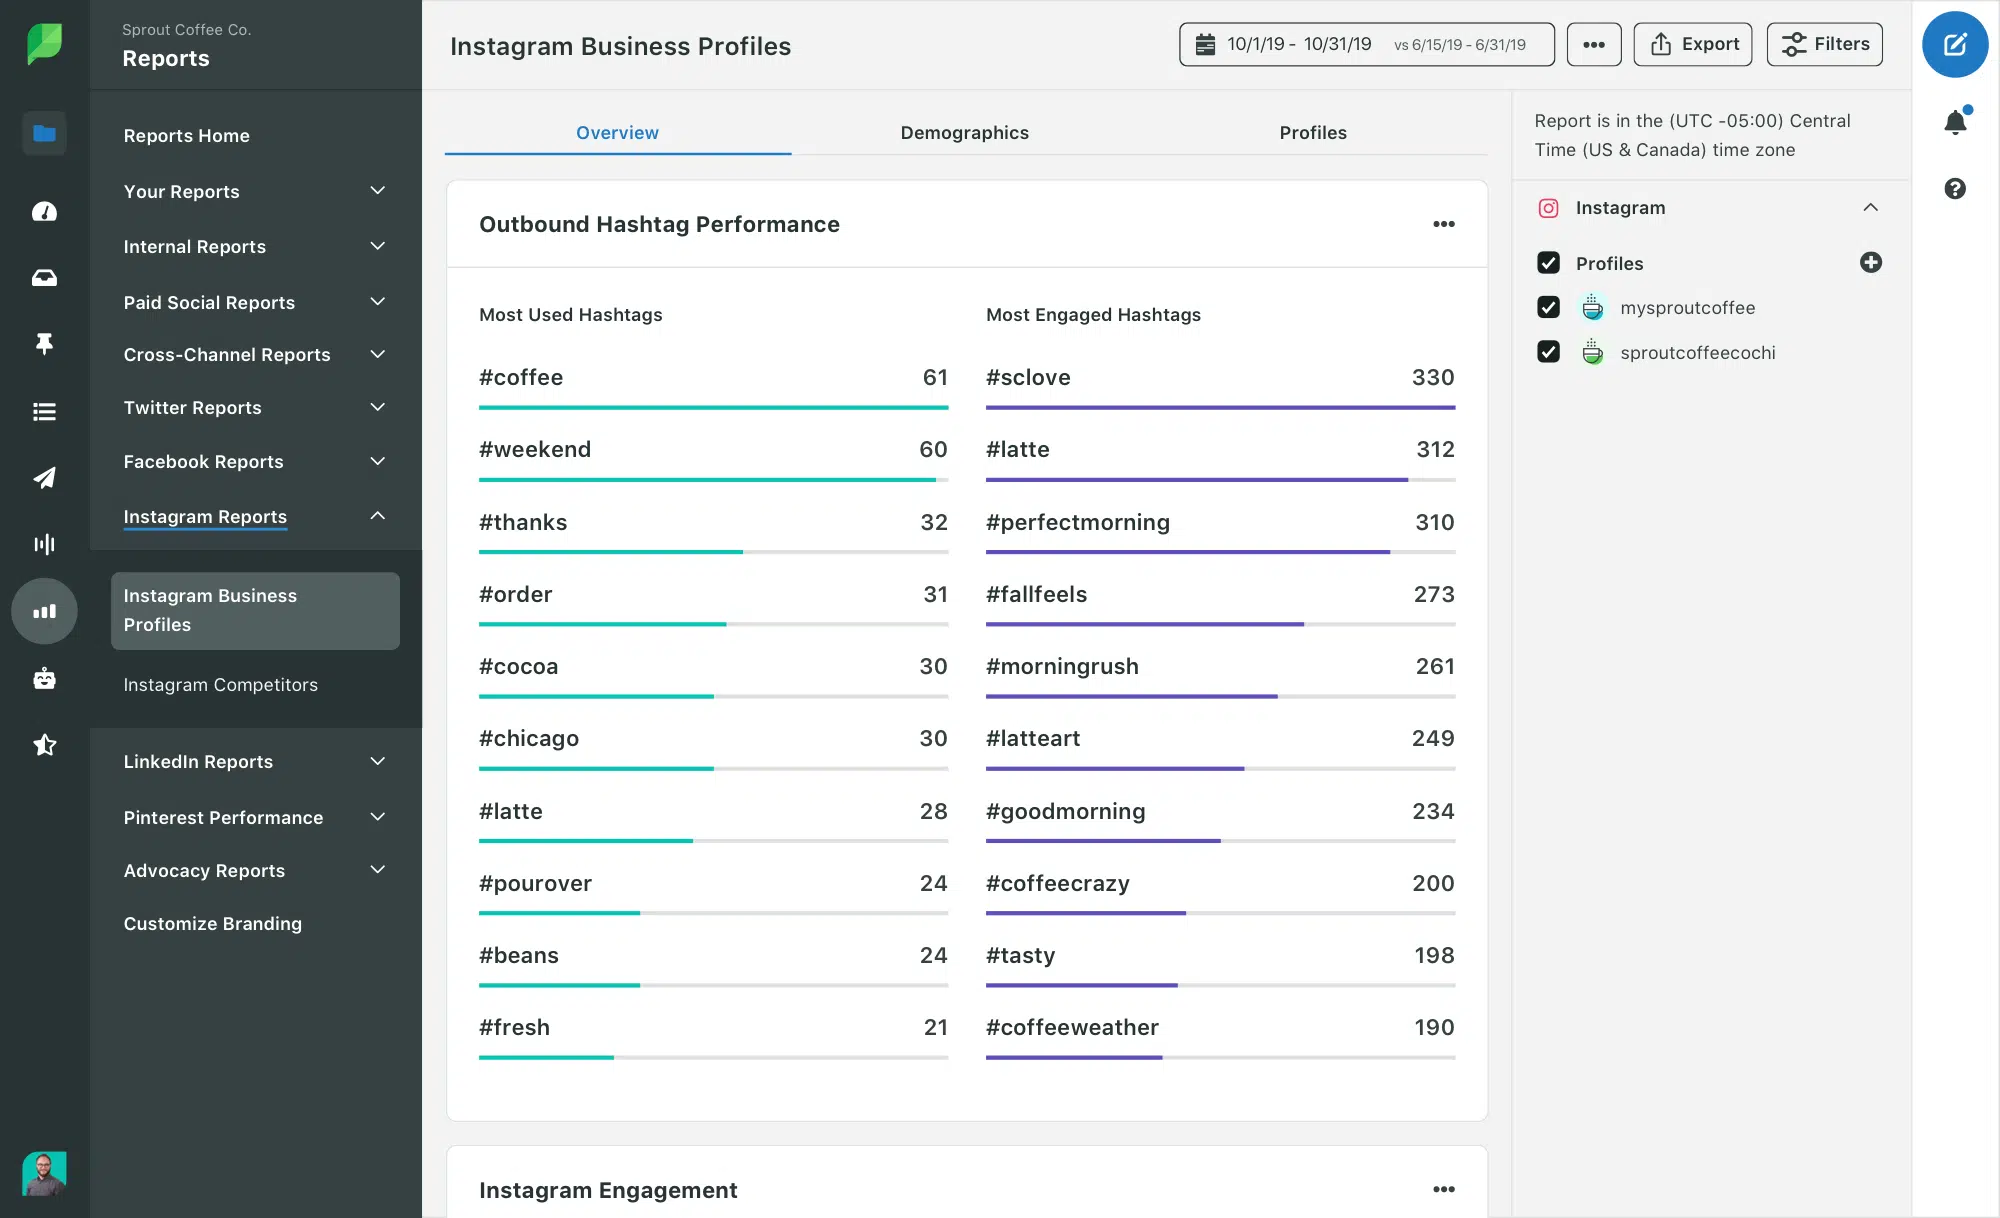 Sprout Coffee Co.
Reports
Reports Home
Your Reports
Internal Reports
Paid Social Reports
Cross-Channel Reports
Twitter Reports
Facebook Reports
Instagram Reports
Instagram Business
Profiles
Instagram Competitors
LinkedIn Reports
Pinterest Performance
Advocacy Reports
Customize Branding
Instagram Business Profiles
10/1/19 - 10/31/19 vs 6/15/19 - 6/31/19
Export
Filters
Overview
Demographics
Profiles
Outbound Hashtag Performance
Most Used Hashtags
#coffee 61
#weekend 60
#thanks 32
#order 31
#cocoa 30
#chicago 30
#latte 28
#pourover 24
#beans 24
#fresh 21
Most Engaged Hashtags
#sclove 330
#latte 312
#perfectmorning 310
#fallfeels 273
#morningrush 261
#latteart 249
#goodmorning 234
#coffeecrazy 200
#tasty 198
#coffeeweather 190
Instagram Engagement
Report is in the (UTC -05:00) Central
Time (US & Canada) time zone
Instagram
Profiles
mysproutcoffee
sproutcoffeecochi